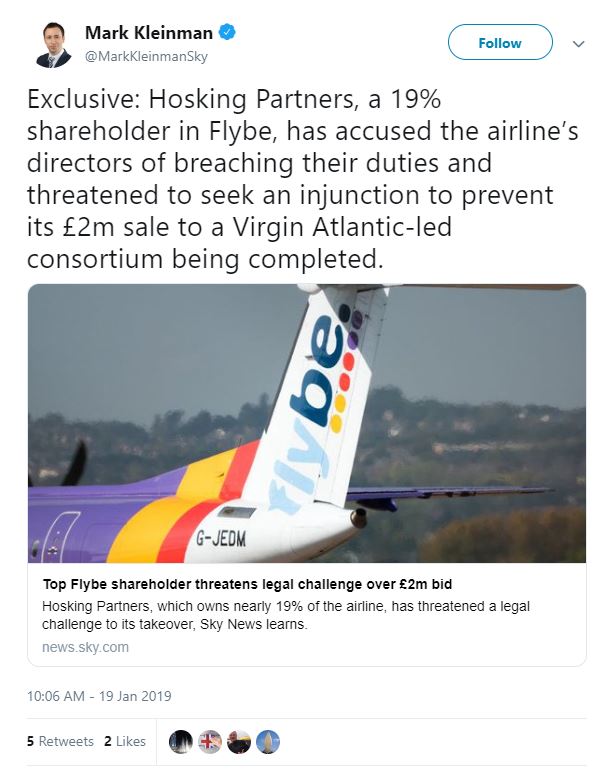 Mark Kleinman
@MarkKleinmanSky
Follow
Exclusive: Hosking Partners, a 19%
shareholder in Flybe, has accused the airline’s
directors of breaching their duties and
threatened to seek an injunction to prevent
its £2m sale to a Virgin Atlantic-led
consortium being completed.
flybe.
G-JEDM
Top Flybe shareholder threatens legal challenge over £2m bid
Hosking Partners, which owns nearly 19% of the airline, has threatened a legal
challenge to its takeover, Sky News learns.
news.sky.com
10:06 AM - 19 Jan 2019
5 Retweets 2 Likes